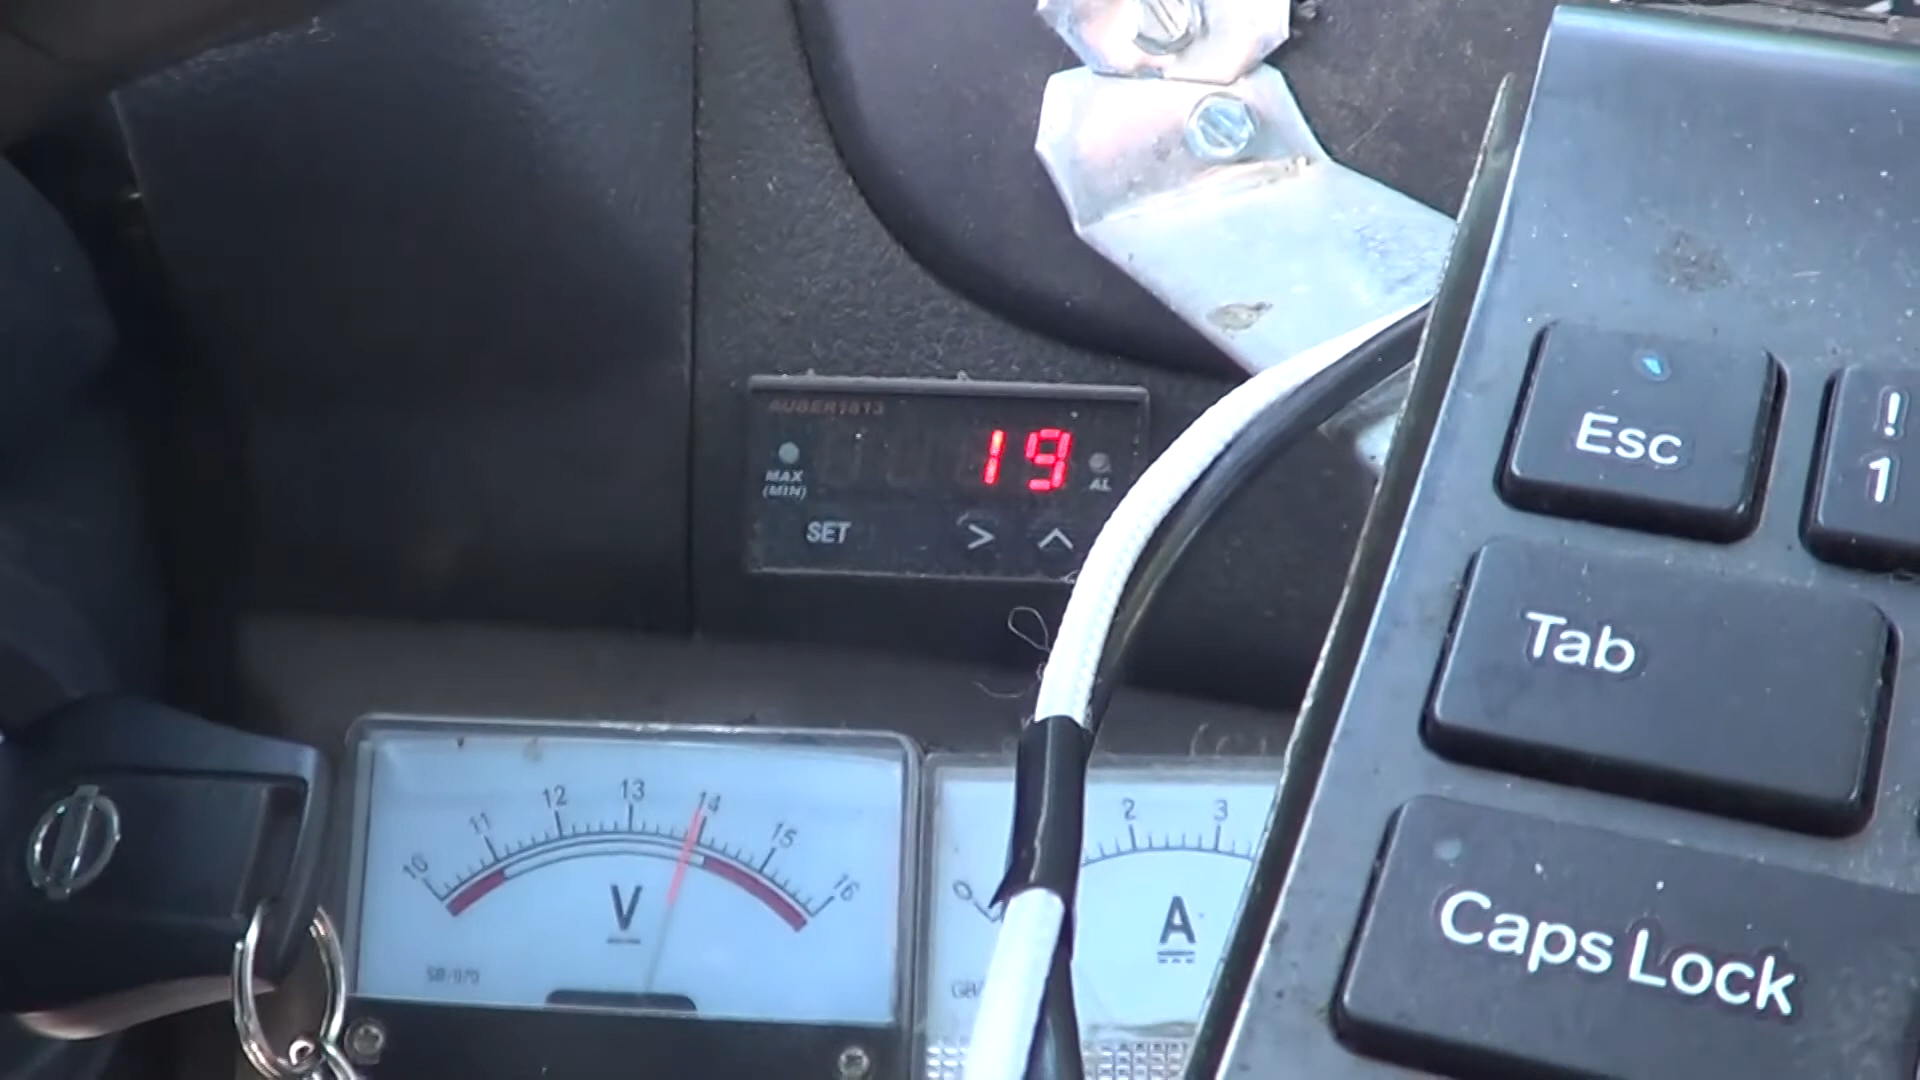 AUBER1813
19
MAX
(MIN)
AL
SET
>
^
10 11 12 13 14 15 16
V
0 2 3
A
Esc
!
1
Tab
Caps Lock